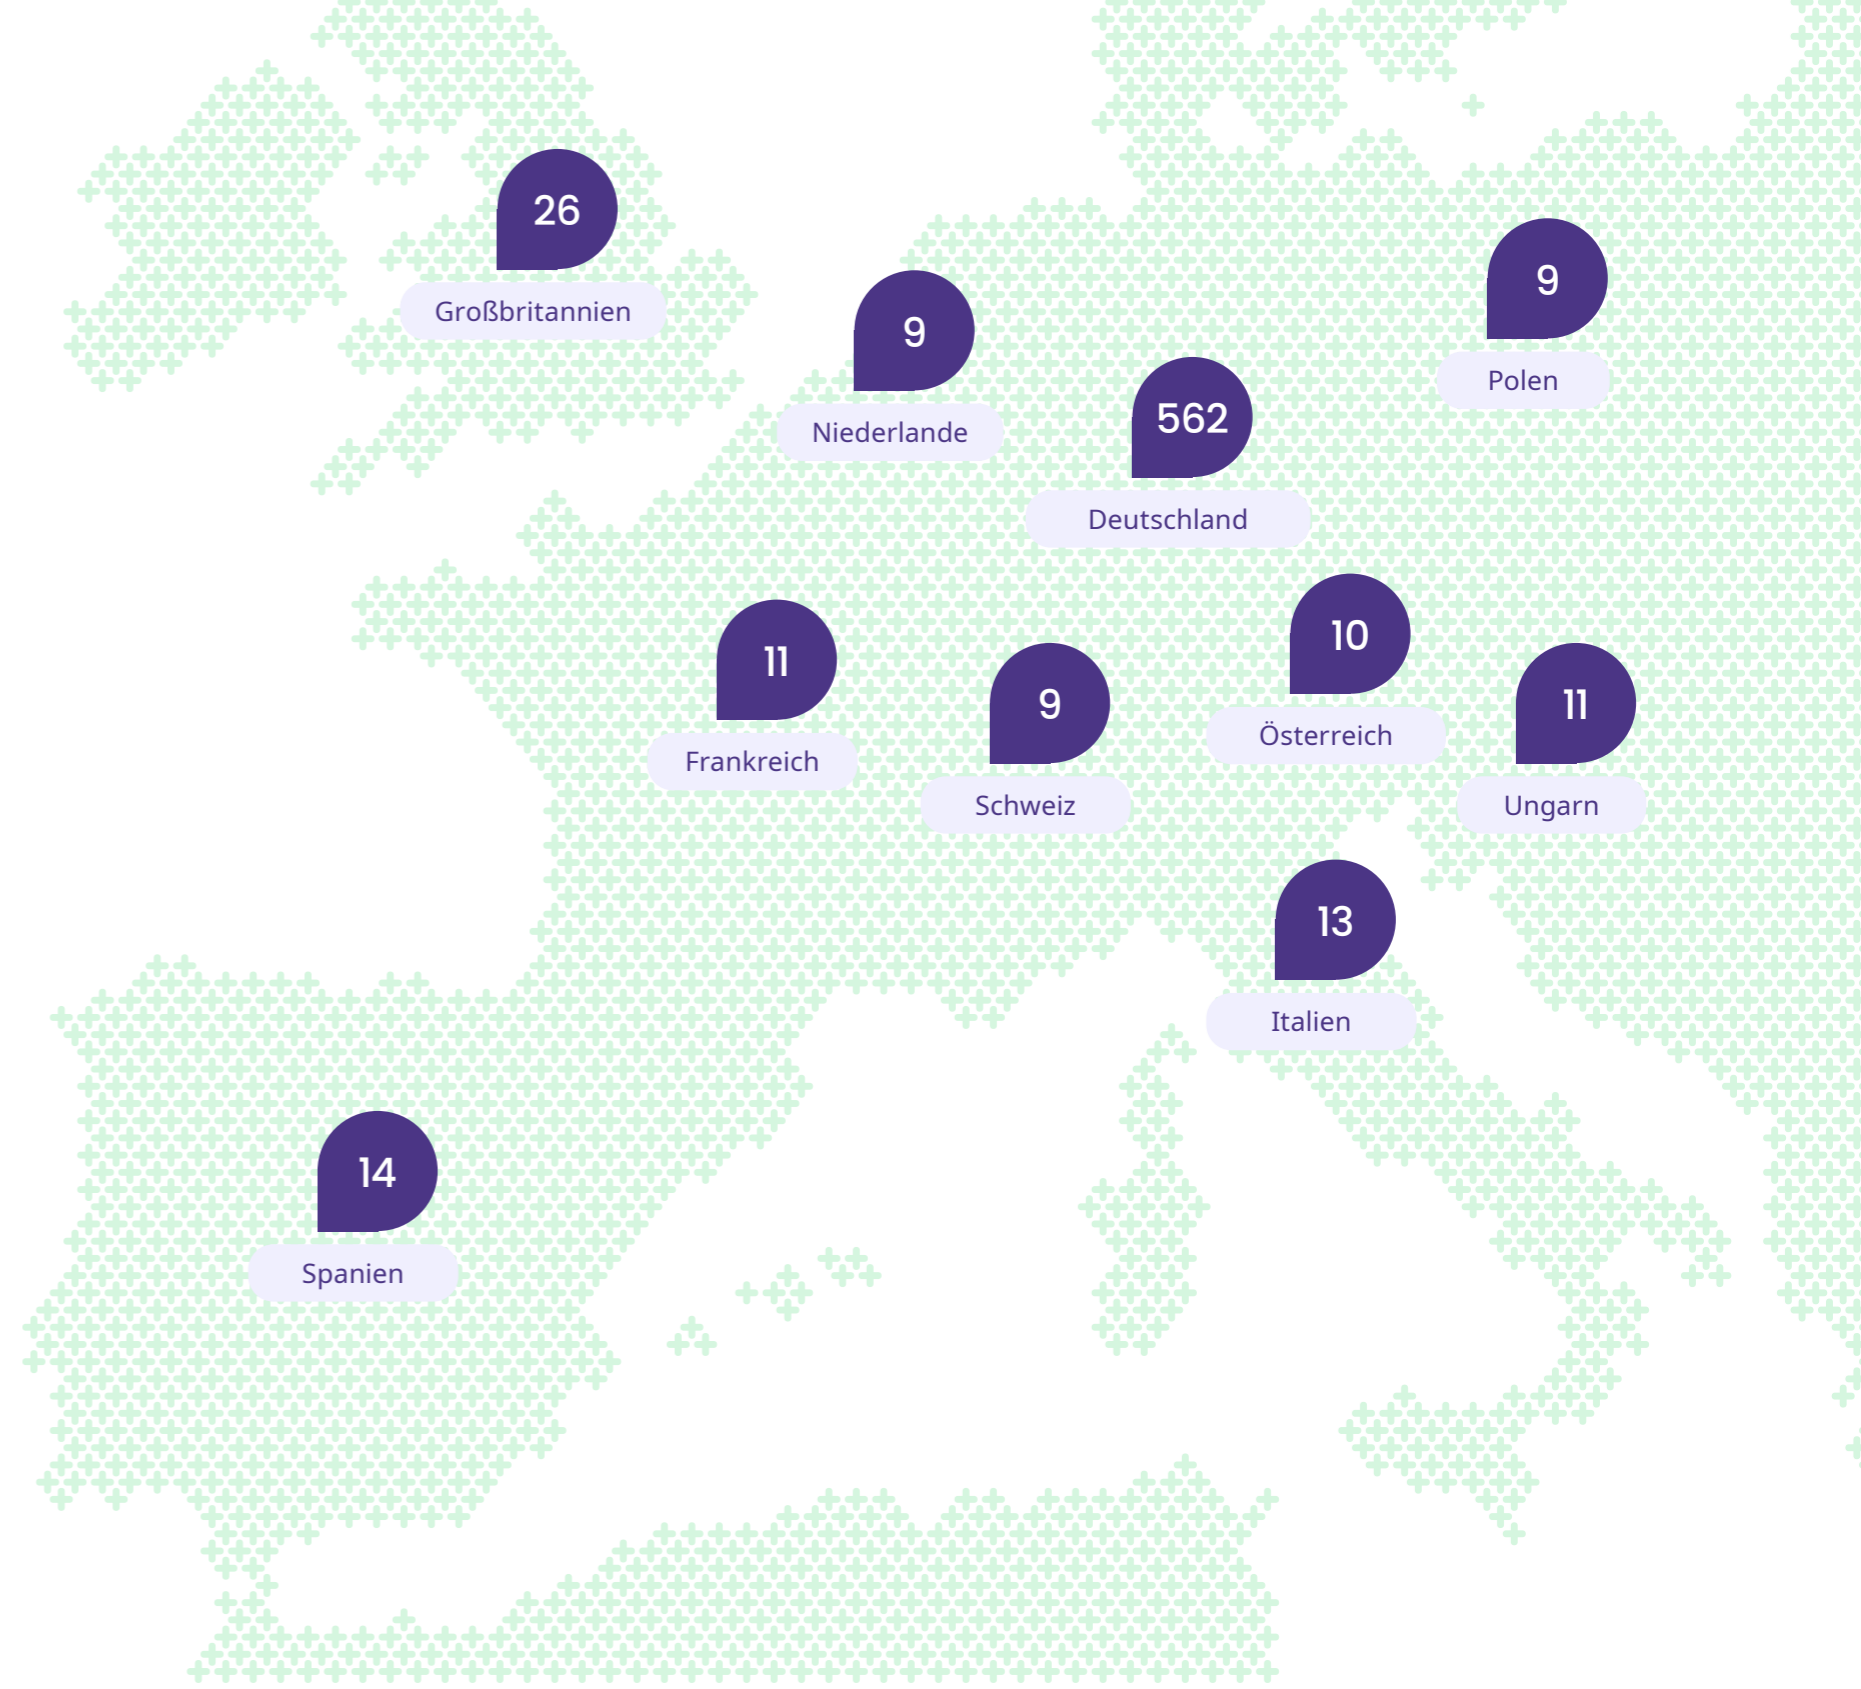 26
Großbritannien
9
Polen
9
Niederlande
562
Deutschland
10
Österreich
11
Frankreich
9
Schweiz
11
Ungarn
13
Italien
14
Spanien